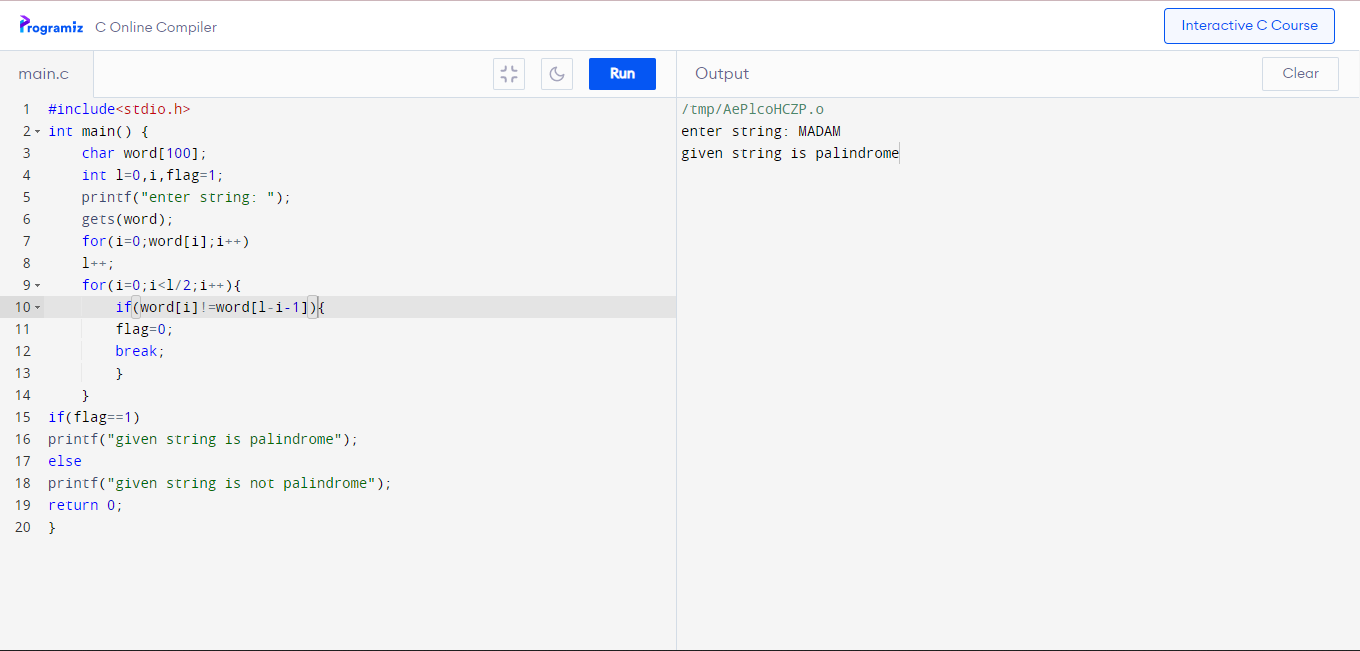 Programiz C Online Compiler
Interactive C Course
main.c
Run
Output
Clear
1 #include<stdio.h>
2 int main() {
3     char word[100];
4     int l=0,i,flag=1;
5     printf("enter string: ");
6     gets(word);
7     for(i=0;word[i];i++)
8     l++;
9     for(i=0;i<l/2;i++){
10         if(word[i]!=word[l-i-1]){
11         flag=0;
12         break;
13         }
14     }
15 if(flag==1)
16 printf("given string is palindrome");
17 else
18 printf("given string is not palindrome");
19 return 0;
20 }
/tmp/AePlcoHCZP.o
enter string: MADAM
given string is palindrome